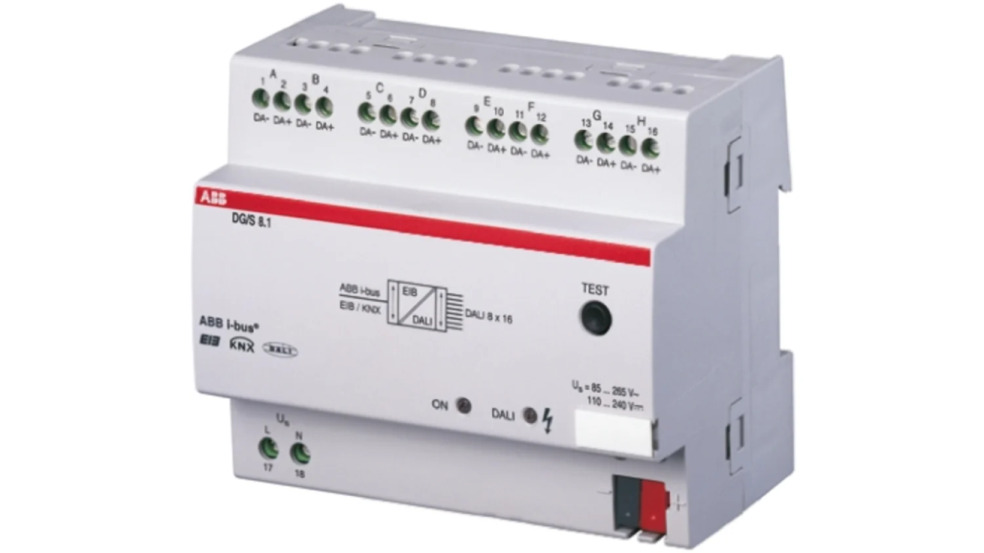 A B C D E F G H
1 2 3 4 5 6 7 8 9 10 11 12 13 14 15 16
DA- DA+ DA- DA+ DA- DA+ DA- DA+ DA- DA+ DA- DA+ DA- DA+ DA- DA+
ABB
DG/S 8.1
ABB i-bus
EIB / KNX
EIB
DALI
DALI 8 x 16
TEST
ABB i-bus®
EIB KNX DALI
Us = 85 ... 265 V~
110 ... 240 V⎓
ON DALI
Us
L N
17 18
- +